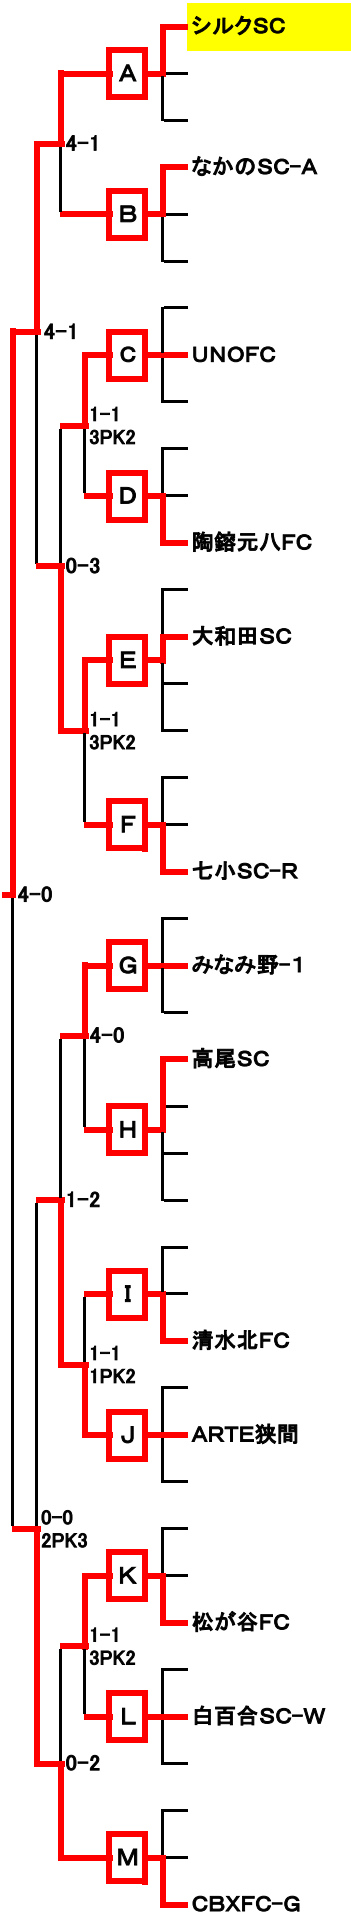 シルクSC
A
4-1
なかのSC-A
B
4-1
UNOFC
C
1-1
3PK2
D
陶鎔元八FC
0-3
大和田SC
E
1-1
3PK2
F
七小SC-R
4-0
みなみ野-1
G
4-0
高尾SC
H
1-2
I
清水北FC
1-1
1PK2
J
ARTE狭間
0-0
2PK3
K
松が谷FC
1-1
3PK2
L
白百合SC-W
0-2
M
CBXFC-G